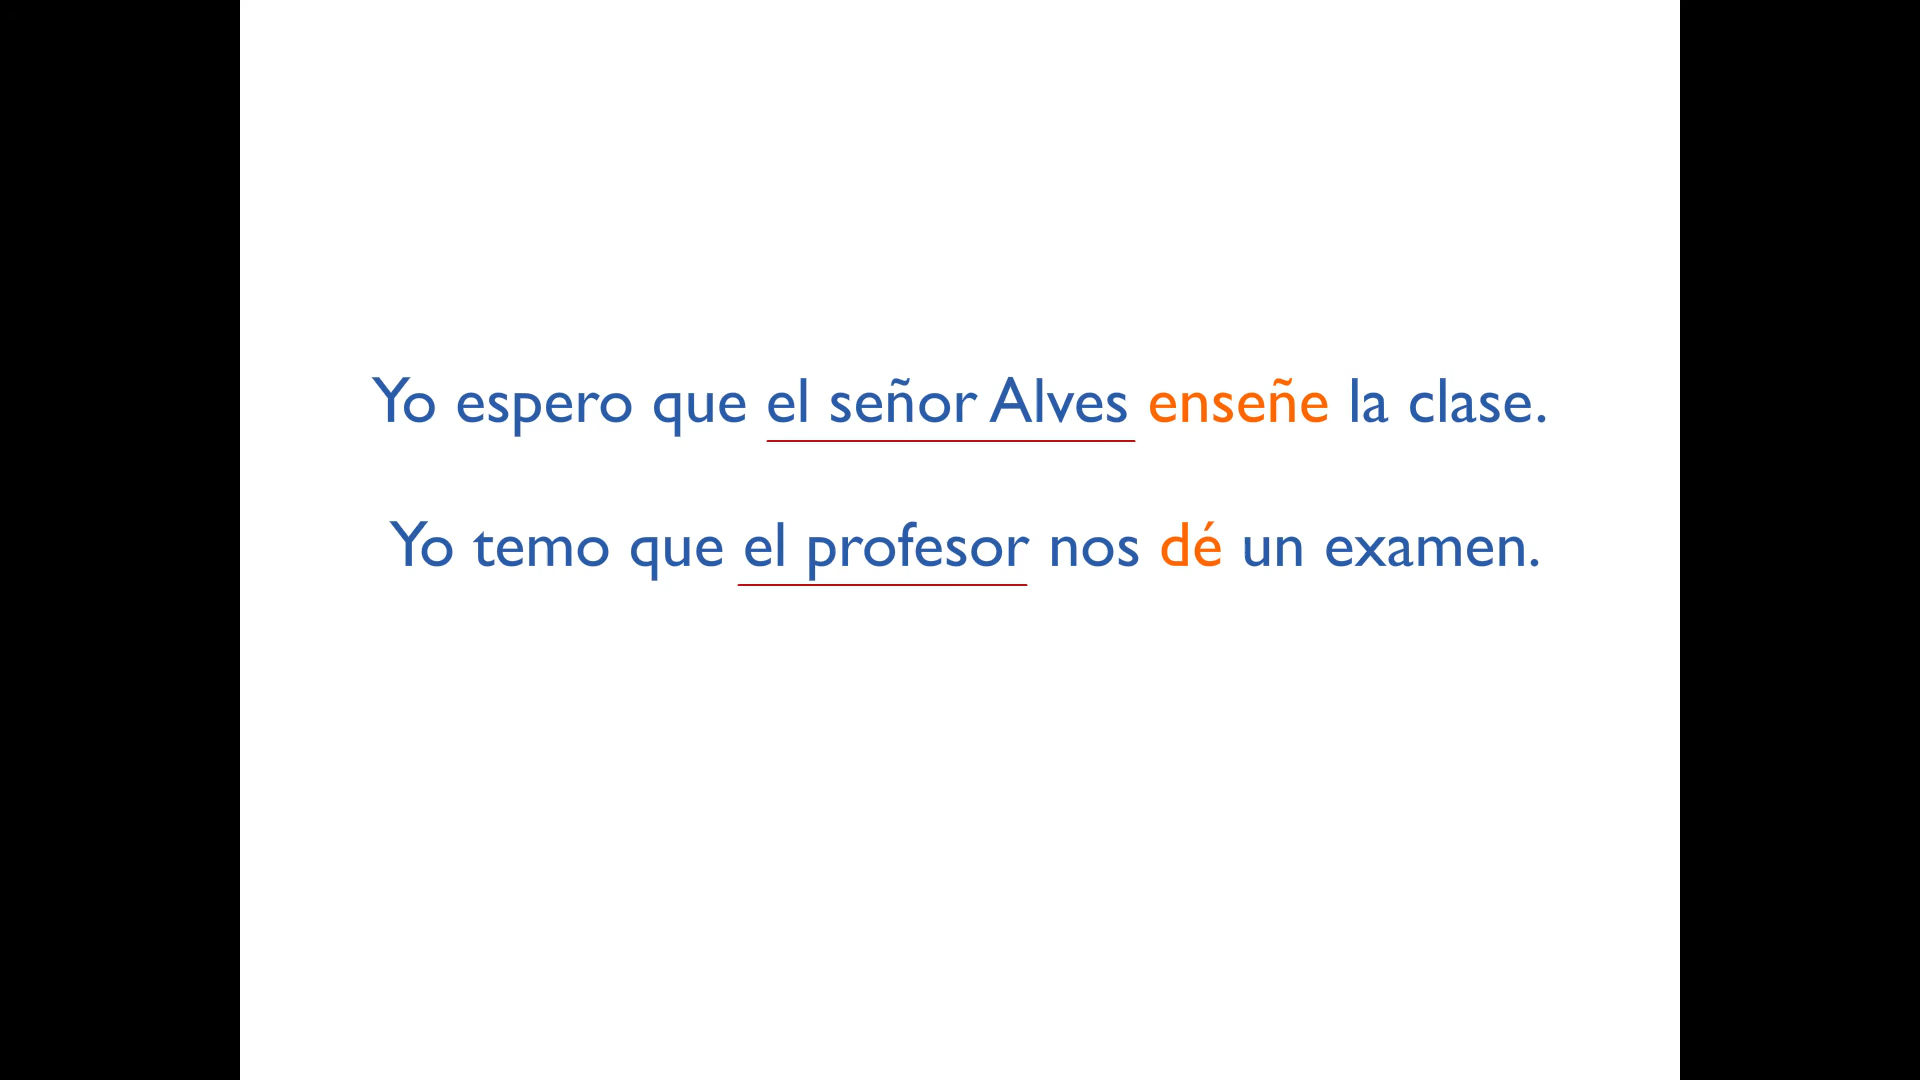 Yo espero que el señor Alves enseñe la clase.
Yo temo que el profesor nos dé un examen.